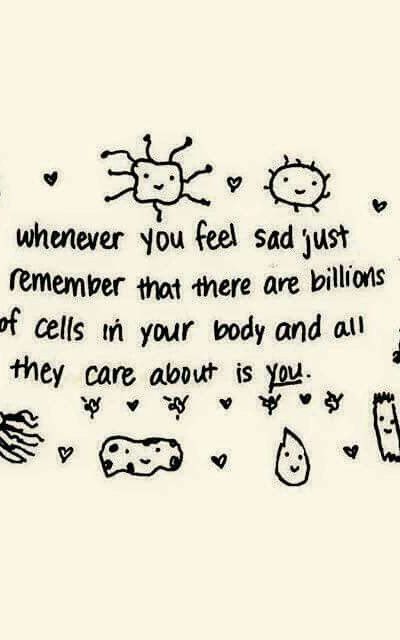 whenever you feel sad just
remember that there are billions
of cells in your body and all
they care about is you.